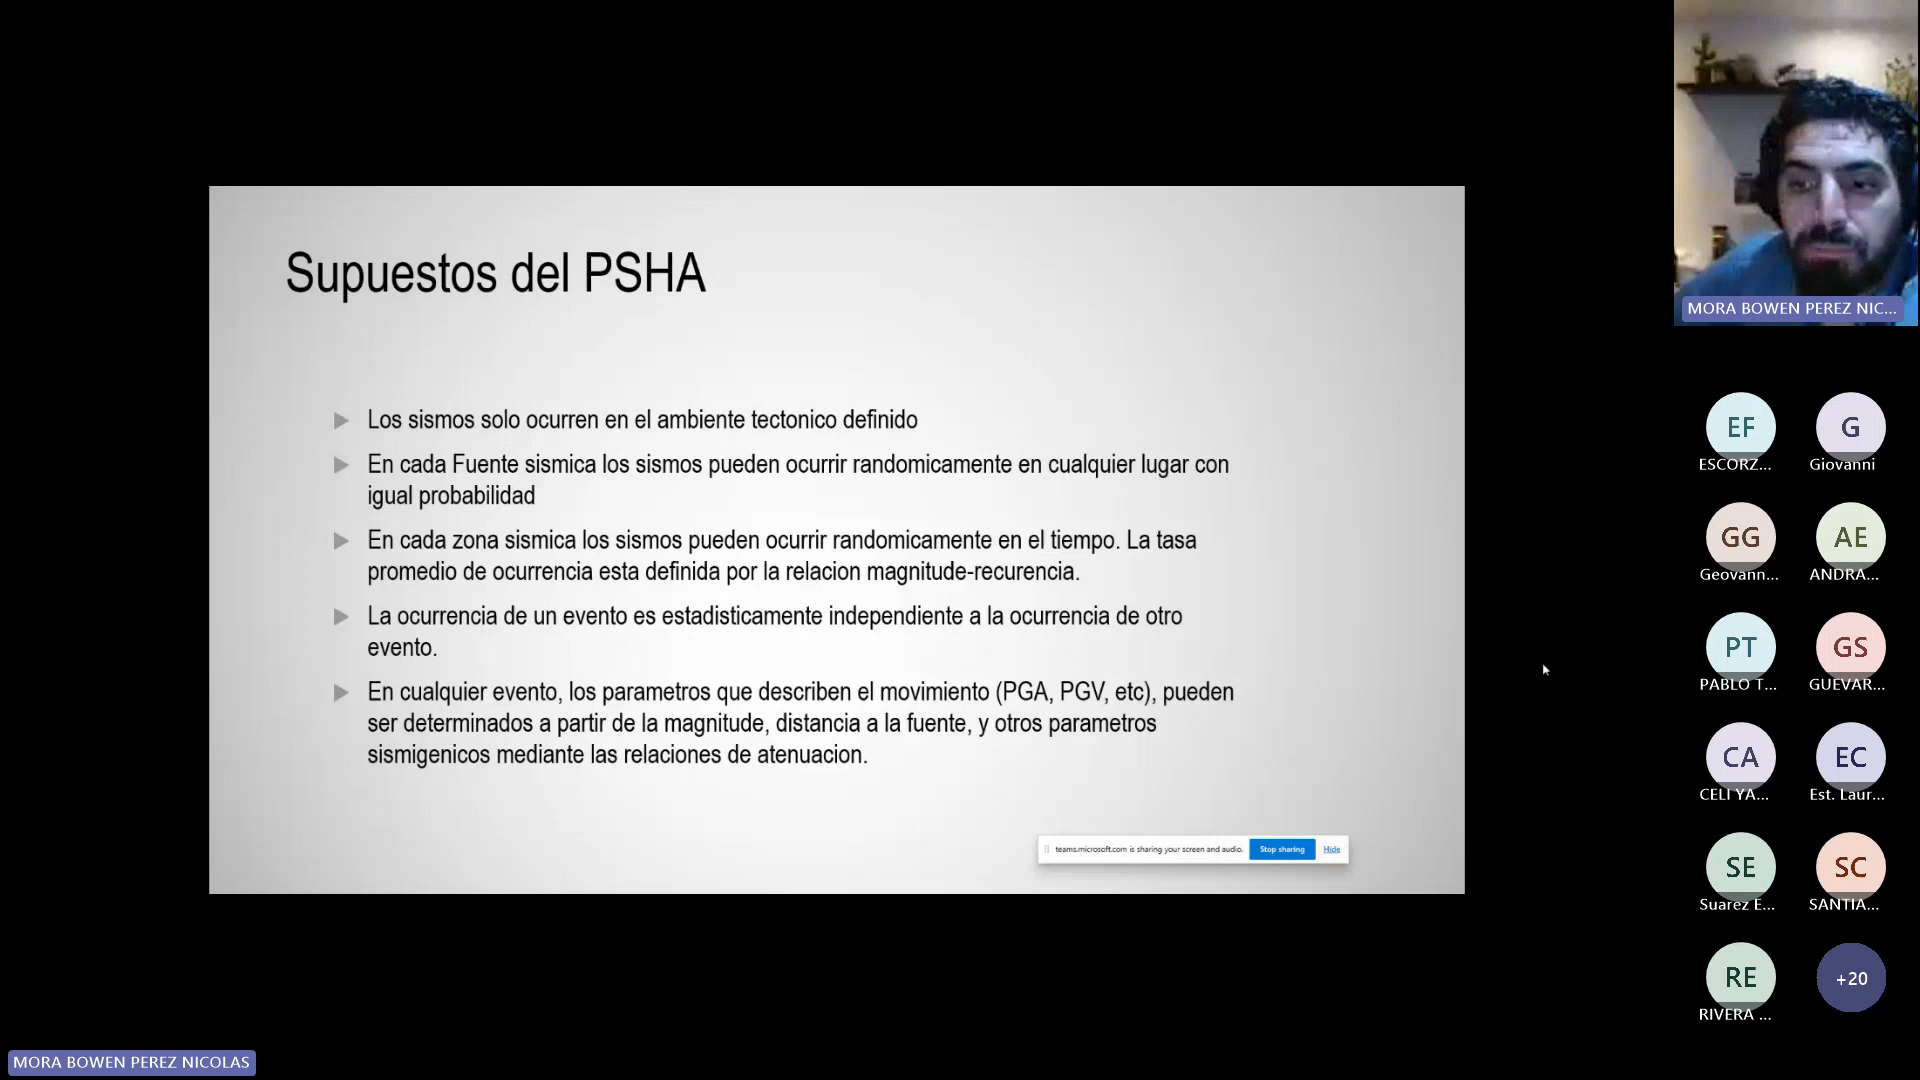 Supuestos del PSHA
Los sismos solo ocurren en el ambiente tectonico definido
En cada Fuente sismica los sismos pueden ocurrir randomicamente en cualquier lugar con
igual probabilidad
En cada zona sismica los sismos pueden ocurrir randomicamente en el tiempo. La tasa
promedio de ocurrencia esta definida por la relacion magnitude-recurencia.
La ocurrencia de un evento es estadisticamente independiente a la ocurrencia de otro
evento.
En cualquier evento, los parametros que describen el movimiento (PGA, PGV, etc), pueden
ser determinados a partir de la magnitude, distancia a la fuente, y otros parametros
sismigenicos mediante las relaciones de atenuacion.
teams.microsoft.com is sharing your screen and audio. Stop sharing Hide
MORA BOWEN PEREZ NIC...
EF G
ESCORZ... Giovanni
GG AE
Geovann... ANDRA...
PT GS
PABLO T... GUEVAR...
CA EC
CELI YA... Est. Laur...
SE SC
Suarez E... SANTIA...
RE +20
RIVERA ...
MORA BOWEN PEREZ NICOLAS